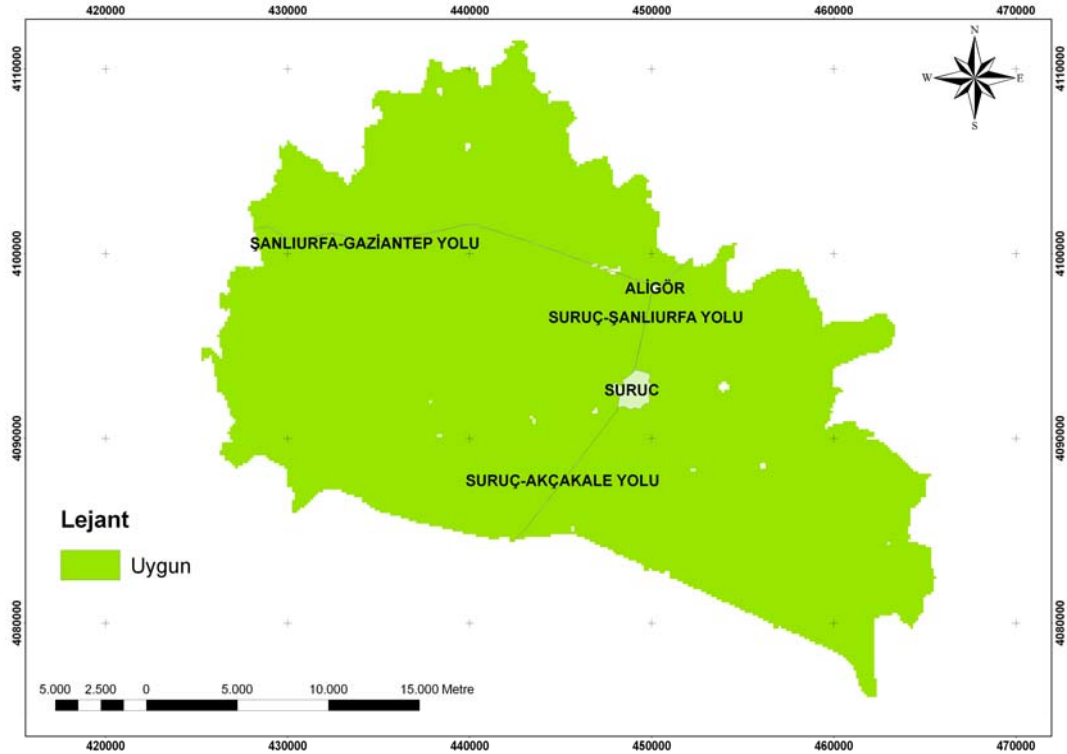 420000 430000 440000 450000 460000 470000
N
W E
S
4110000 4110000
ŞANLIURFA-GAZİANTEP YOLU
4100000 4100000
ALİGÖR
SURUÇ-ŞANLIURFA YOLU
SURUC
4090000 4090000
SURUÇ-AKÇAKALE YOLU
Lejant
Uygun
4080000 4080000
5.000 2.500 0 5.000 10.000 15.000 Metre
420000 430000 440000 450000 460000 470000